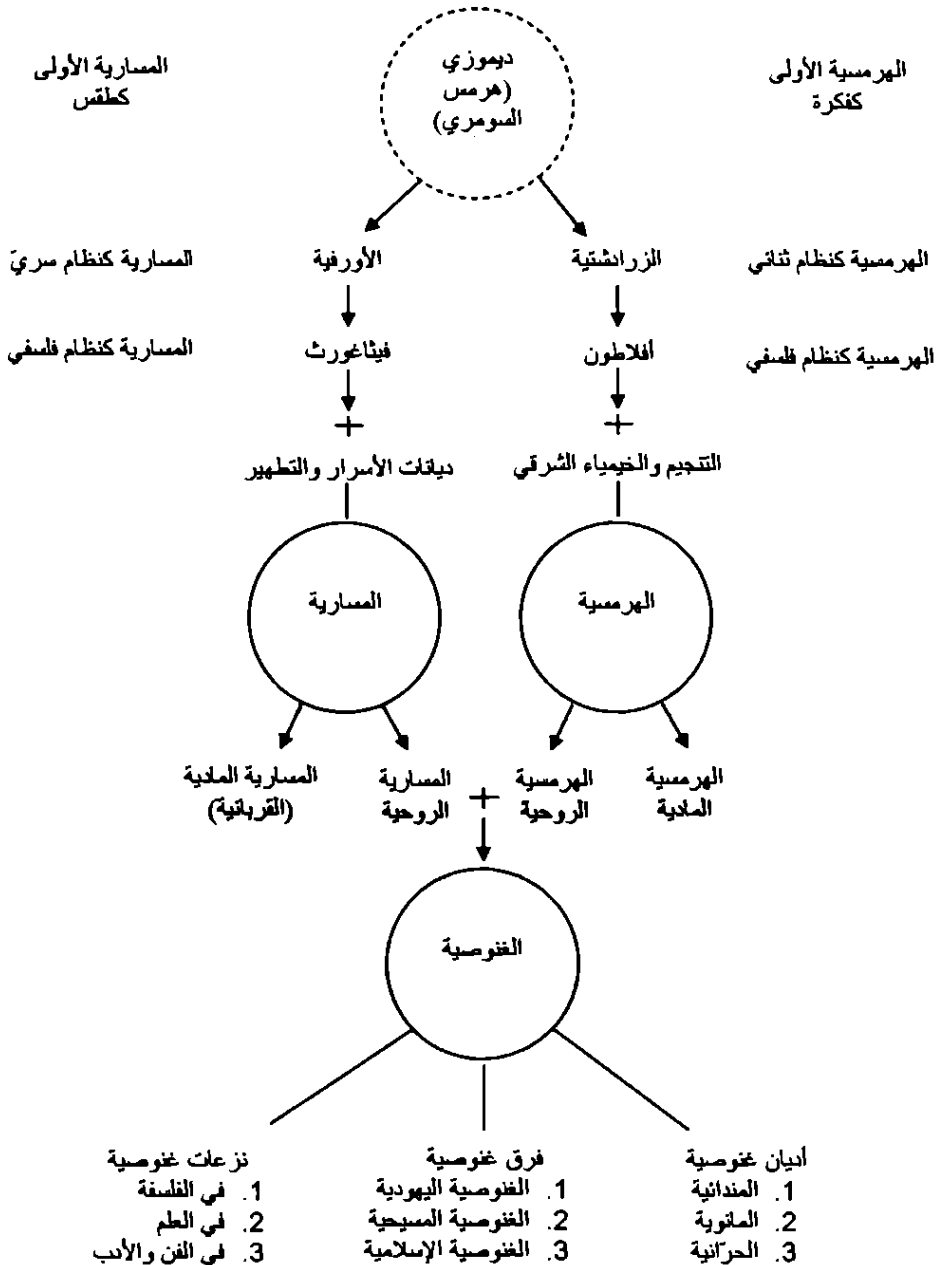 الهرمسية الأولى
كفكرة
ديموزي
(هرمس
السومري)
المسارية الأولى
كطقس
الهرمسية كنظام ثنائي
الزرادشتية
الأورفية
المسارية كنظام سريّ
الهرمسية كنظام فلسفي
أفلاطون
فيثاغورث
المسارية كنظام فلسفي
+
+
التنجيم والخيمياء الشرقي
ديانات الأسرار والتطهير
الهرمسية
المسارية
الهرمسية
المادية
الهرمسية
الروحية
+
المسارية
الروحية
المسارية المادية
(القربانية)
الغنوصية
أديان غنوصية
1. المندائية
2. المانوية
3. الحرّانية
فرق غنوصية
1. الغنوصية اليهودية
2. الغنوصية المسيحية
3. الغنوصية الإسلامية
نزعات غنوصية
1. في الفلسفة
2. في العلم
3. في الفن والأدب